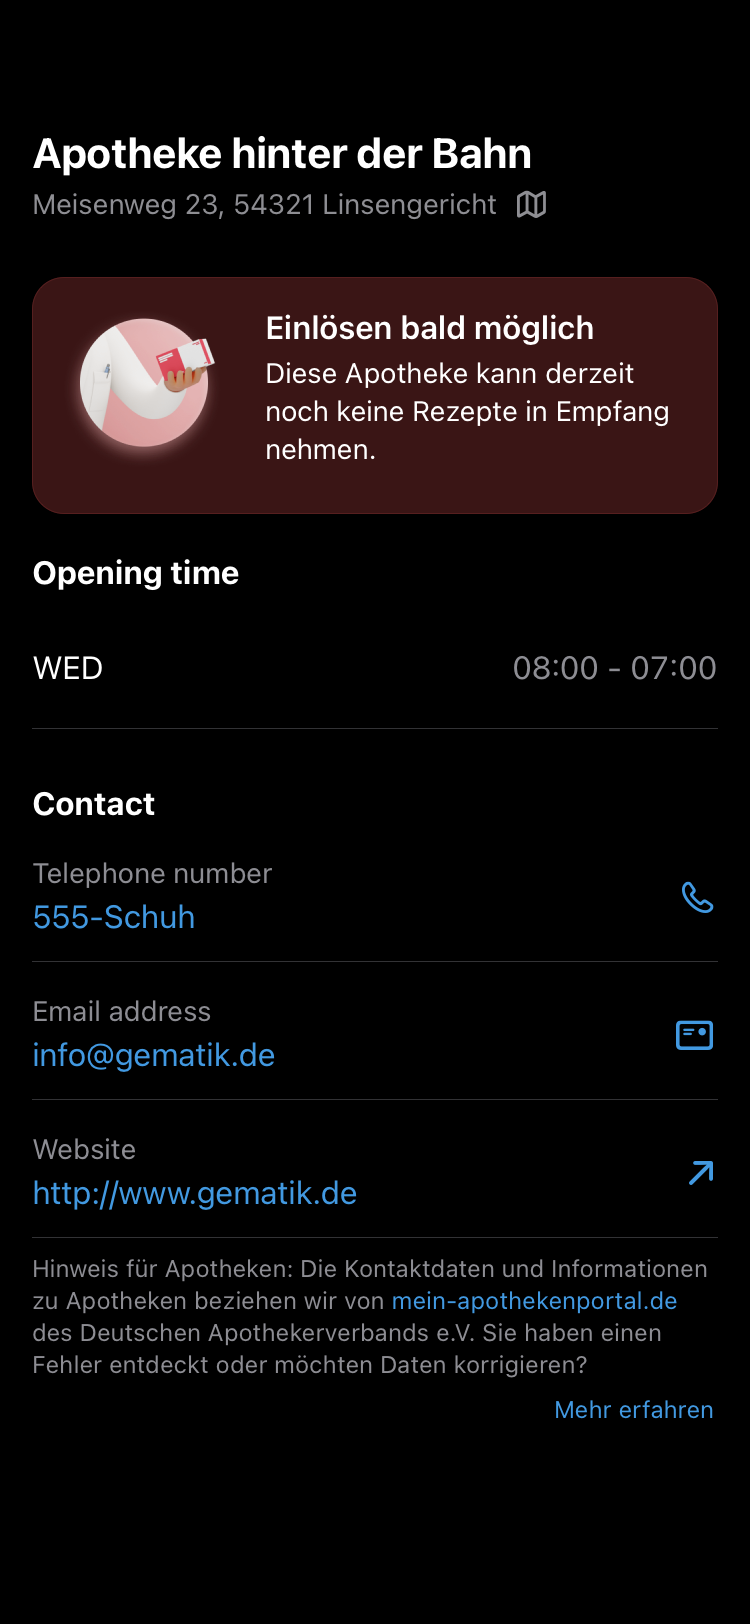 Apotheke hinter der Bahn
Meisenweg 23, 54321 Linsengericht
Einlösen bald möglich
Diese Apotheke kann derzeit
noch keine Rezepte in Empfang
nehmen.
Opening time
WED 08:00 - 07:00
Contact
Telephone number
555-Schuh
Email address
info@gematik.de
Website
http://www.gematik.de
Hinweis für Apotheken: Die Kontaktdaten und Informationen
zu Apotheken beziehen wir von mein-apothekenportal.de
des Deutschen Apothekerverbands e.V. Sie haben einen
Fehler entdeckt oder möchten Daten korrigieren?
Mehr erfahren